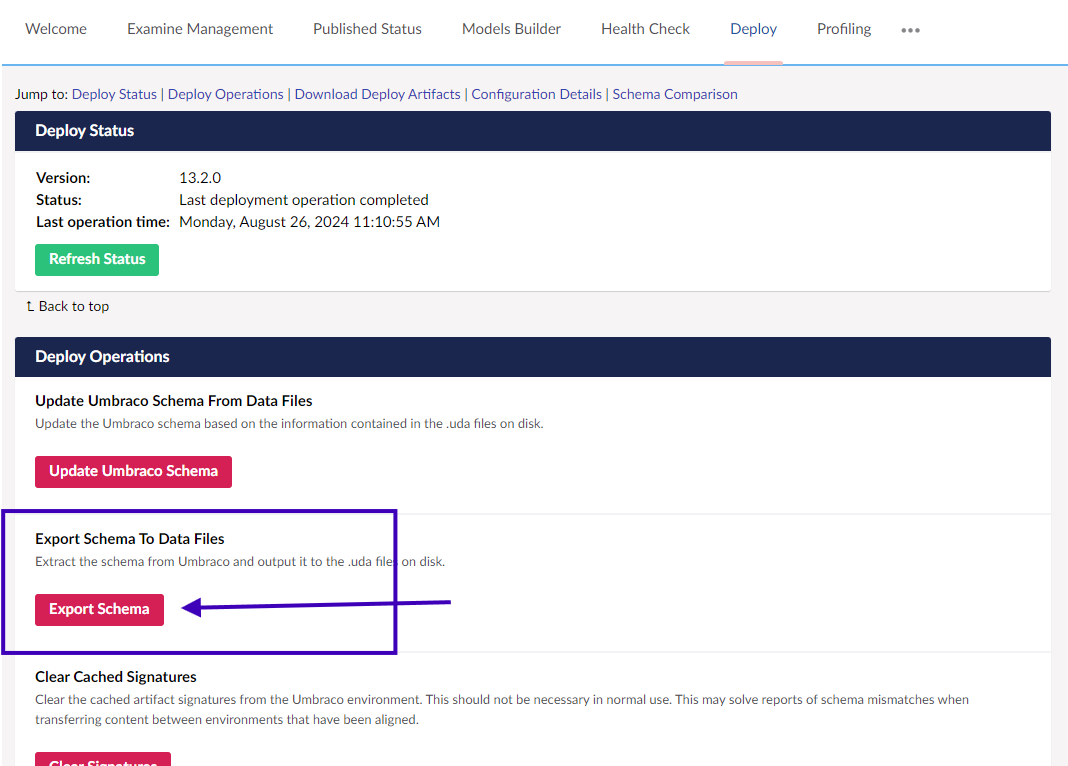 Welcome Examine Management Published Status Models Builder Health Check Deploy Profiling •••
Jump to: Deploy Status | Deploy Operations | Download Deploy Artifacts | Configuration Details | Schema Comparison
Deploy Status
Version: 13.2.0
Status: Last deployment operation completed
Last operation time: Monday, August 26, 2024 11:10:55 AM
Refresh Status
Back to top
Deploy Operations
Update Umbraco Schema From Data Files
Update the Umbraco schema based on the information contained in the .uda files on disk.
Update Umbraco Schema
Export Schema To Data Files
Extract the schema from Umbraco and output it to the .uda files on disk.
Export Schema
Clear Cached Signatures
Clear the cached artifact signatures from the Umbraco environment. This should not be necessary in normal use. This may solve reports of schema mismatches when
transferring content between environments that have been aligned.
Clear Signatures